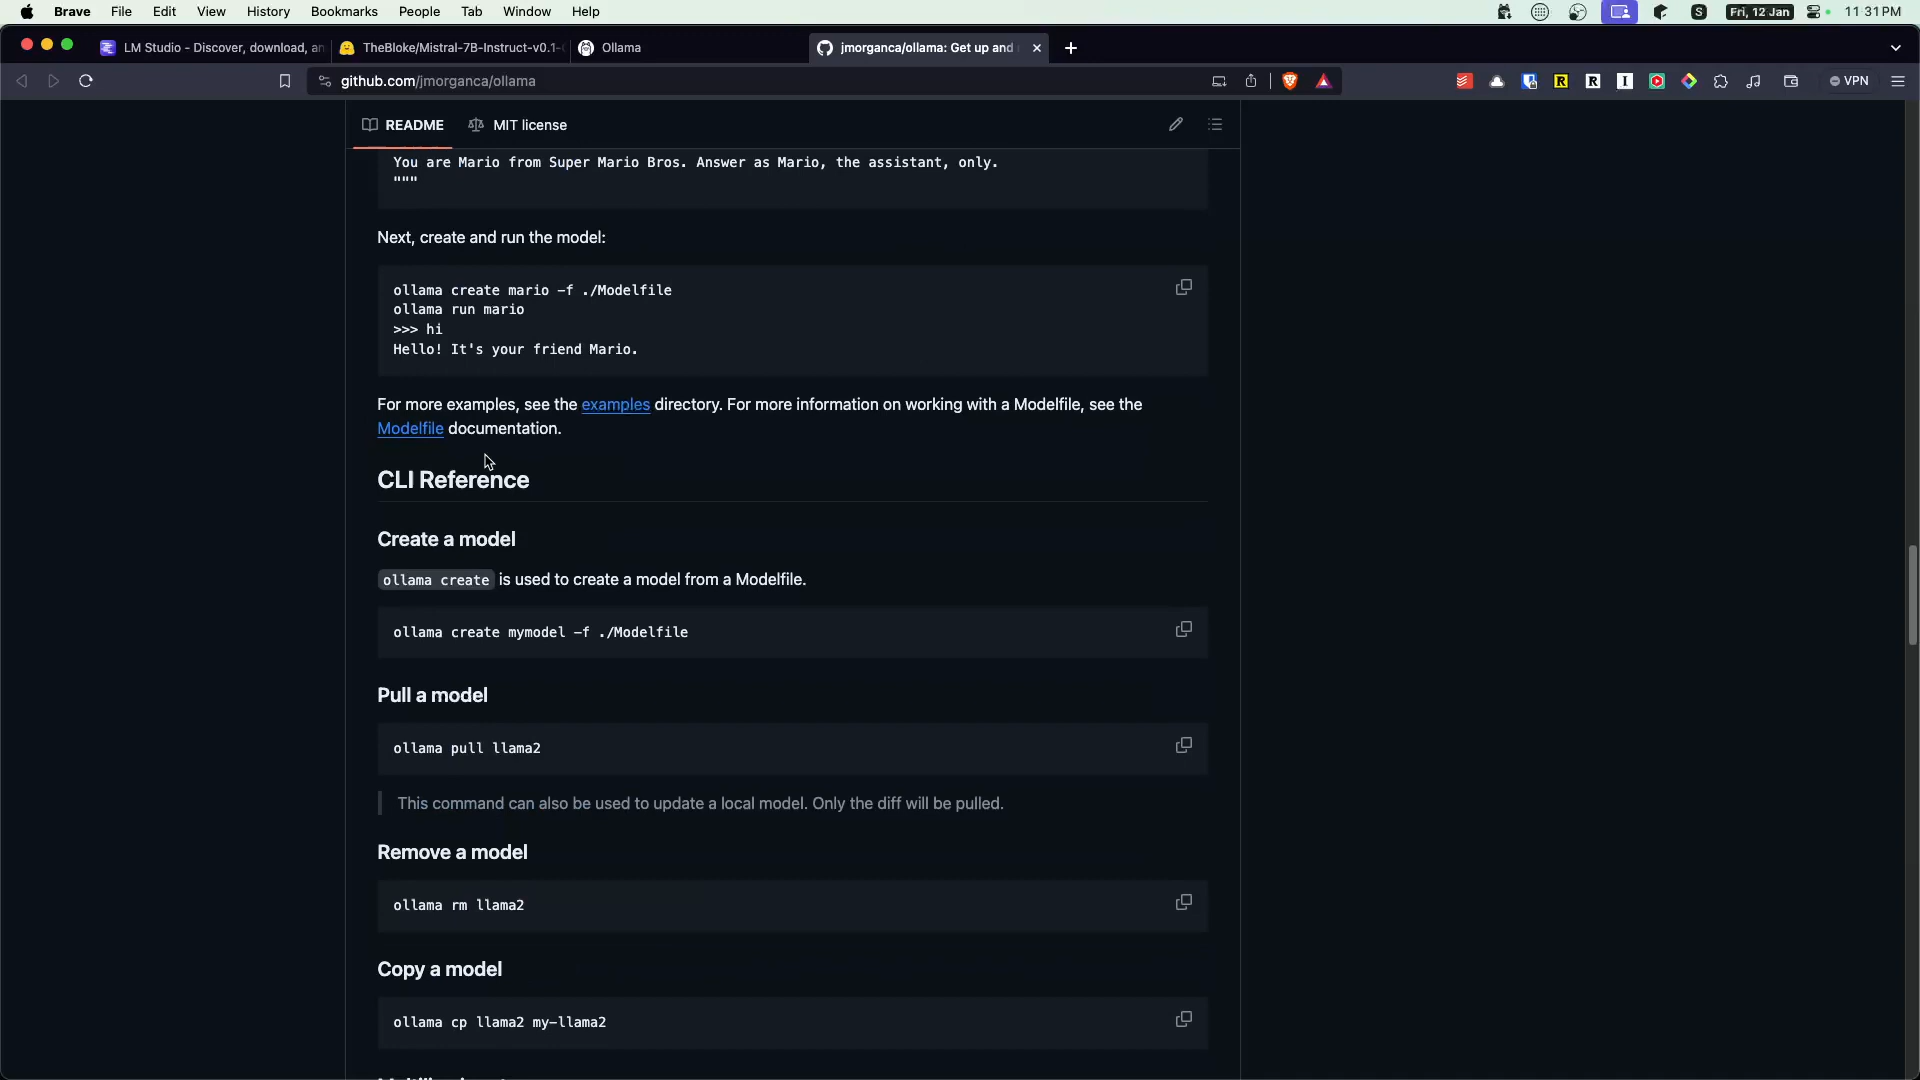 Brave File Edit View History Bookmarks People Tab Window Help
S Fri, 12 Jan 11 31 PM
LM Studio - Discover, download, an
TheBloke/Mistral-7B-Instruct-v0.1-
Ollama
jmorganca/ollama: Get up and
github.com/jmorganca/ollama
R R I
VPN
README MIT license
You are Mario from Super Mario Bros. Answer as Mario, the assistant, only.
"""
Next, create and run the model:
ollama create mario -f ./Modelfile
ollama run mario
>>> hi
Hello! It's your friend Mario.
For more examples, see the examples directory. For more information on working with a Modelfile, see the
Modelfile documentation.
CLI Reference
Create a model
ollama create is used to create a model from a Modelfile.
ollama create mymodel -f ./Modelfile
Pull a model
ollama pull llama2
This command can also be used to update a local model. Only the diff will be pulled.
Remove a model
ollama rm llama2
Copy a model
ollama cp llama2 my-llama2